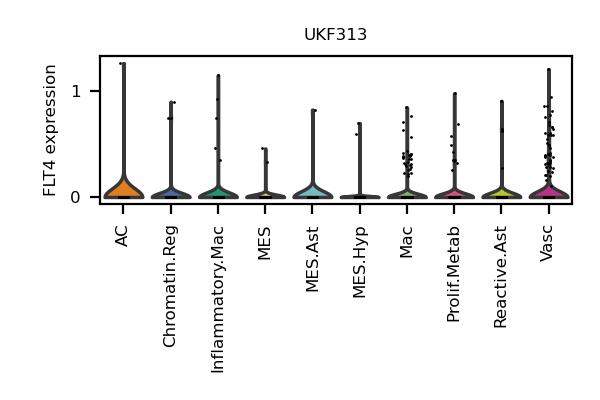 UKF313
FLT4 expression
1
0
AC
Chromatin.Reg
Inflammatory.Mac
MES
MES.Ast
MES.Hyp
Mac
Prolif.Metab
Reactive.Ast
Vasc